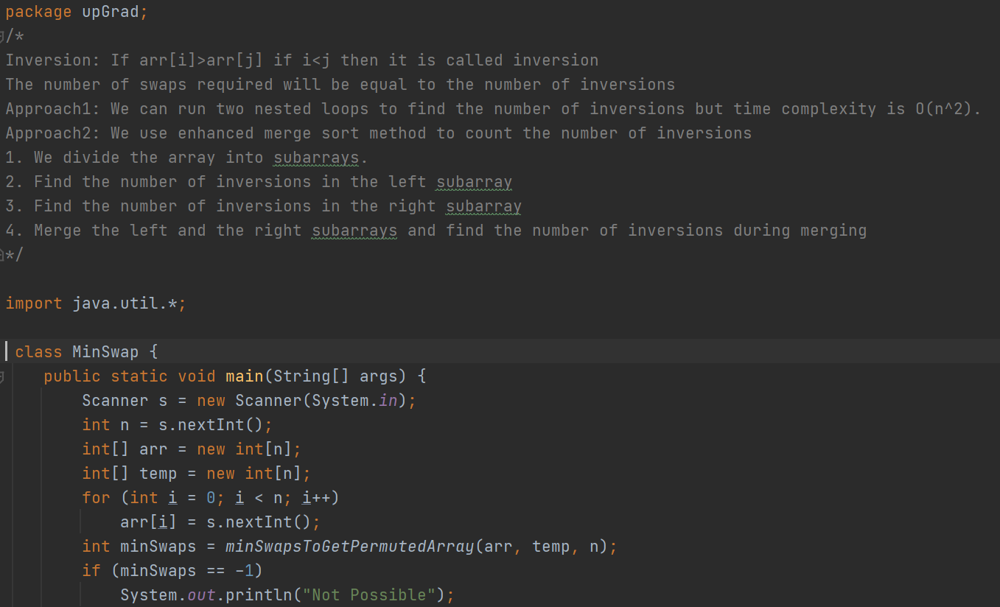 package upGrad;
/*
Inversion: If arr[i]>arr[j] if i<j then it is called inversion
The number of swaps required will be equal to the number of inversions
Approach1: We can run two nested loops to find the number of inversions but time complexity is O(n^2).
Approach2: We use enhanced merge sort method to count the number of inversions
1. We divide the array into subarrays.
2. Find the number of inversions in the left subarray
3. Find the number of inversions in the right subarray
4. Merge the left and the right subarrays and find the number of inversions during merging
*/
import java.util.*;
class MinSwap {
public static void main(String[] args) {
Scanner s = new Scanner(System.in);
int n = s.nextInt();
int[] arr = new int[n];
int[] temp = new int[n];
for (int i = 0; i < n; i++)
arr[i] = s.nextInt();
int minSwaps = minSwapsToGetPermutedArray(arr, temp, n);
if (minSwaps == -1)
System.out.println("Not Possible");